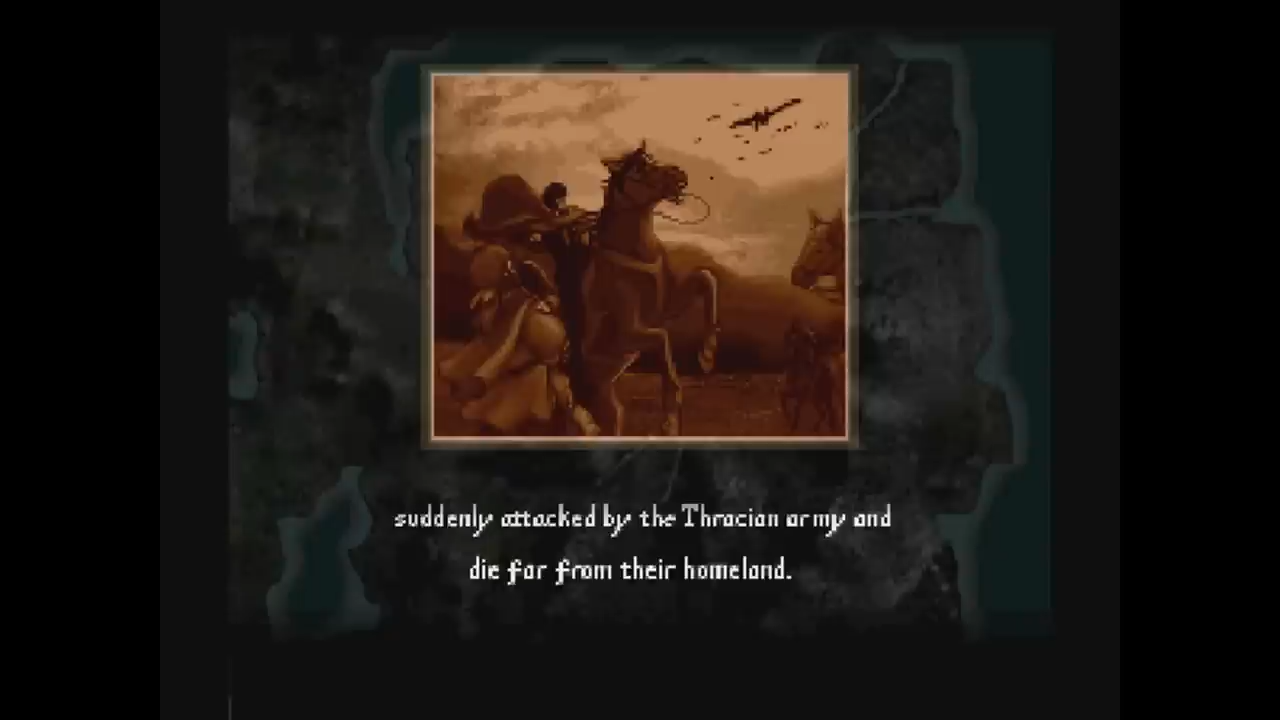 suddenly attacked by the Thracian army and
die far from their homeland.